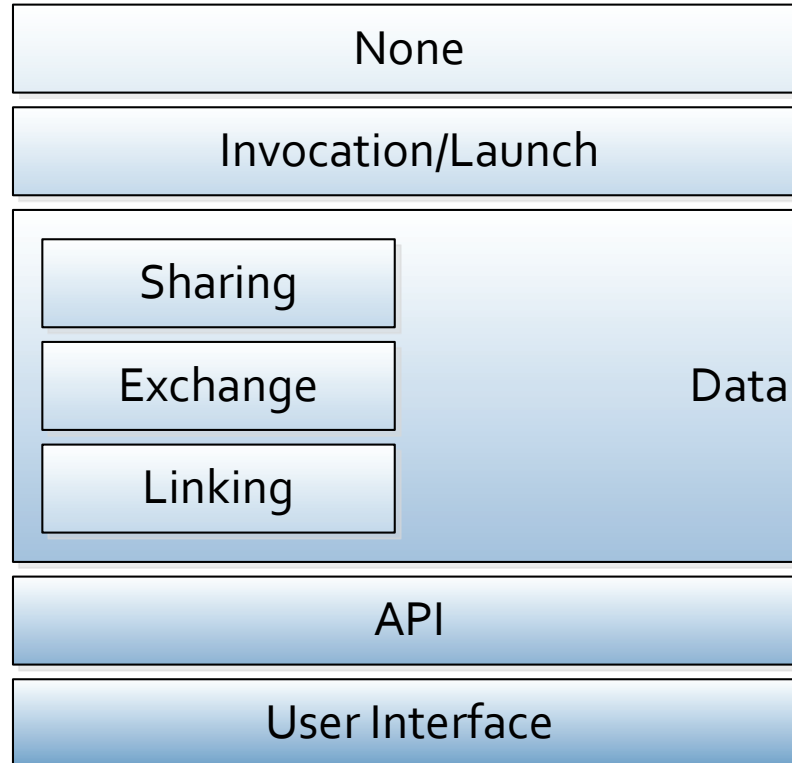 None
Invocation/Launch
Sharing
Exchange
Data
Linking
API
User Interface